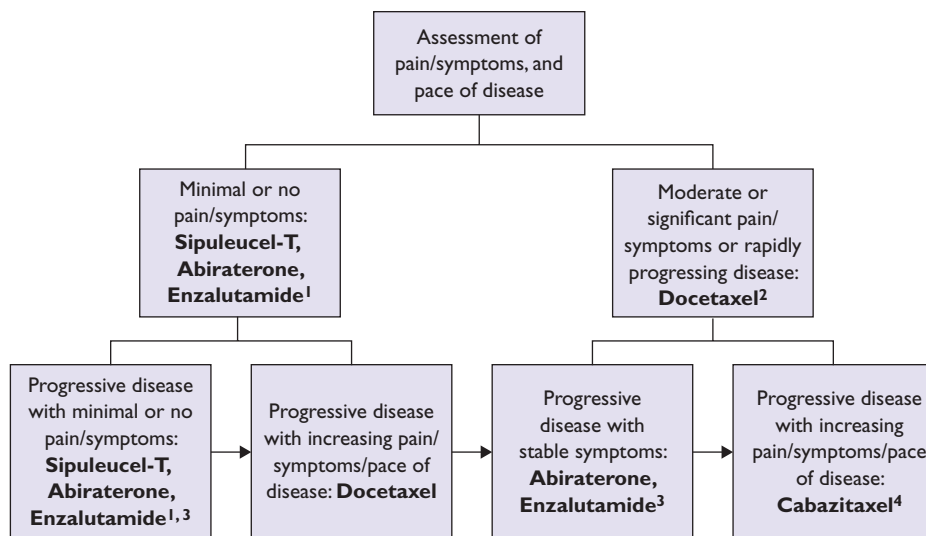 Assessment of
pain/symptoms, and
pace of disease
Minimal or no
pain/symptoms:
Sipuleucel-T,
Abiraterone,
Enzalutamide¹
Moderate or
significant pain/
symptoms or rapidly
progressing disease:
Docetaxel²
Progressive disease
with minimal or no
pain/symptoms:
Sipuleucel-T,
Abiraterone,
Enzalutamide¹,³
Progressive disease
with increasing pain/
symptoms/pace of
disease: Docetaxel
Progressive
disease with
stable symptoms:
Abiraterone,
Enzalutamide³
Progressive disease
with increasing
pain/symptoms/pace
of disease:
Cabazitaxel⁴